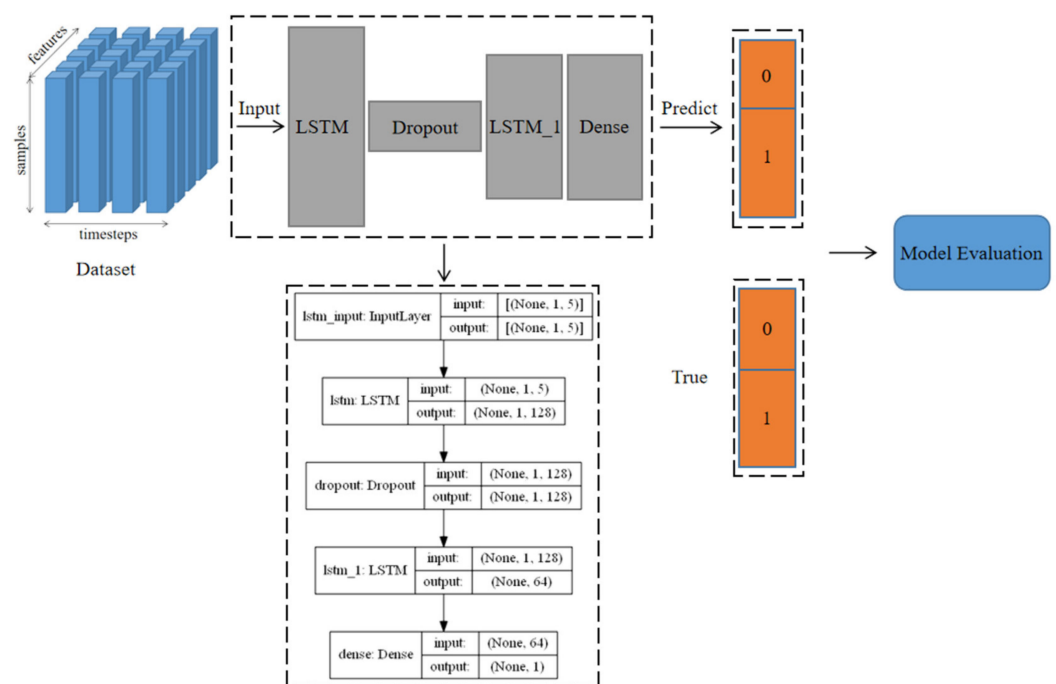 features
samples
timesteps
Dataset
Input
LSTM
Dropout
LSTM_1
Dense
Predict
0
1
True
0
1
Model Evaluation
lstm_input: InputLayer
input: [(None, 1, 5)]
output: [(None, 1, 5)]
lstm: LSTM
input: (None, 1, 5)
output: (None, 1, 128)
dropout: Dropout
input: (None, 1, 128)
output: (None, 1, 128)
lstm_1: LSTM
input: (None, 1, 128)
output: (None, 64)
dense: Dense
input: (None, 64)
output: (None, 1)